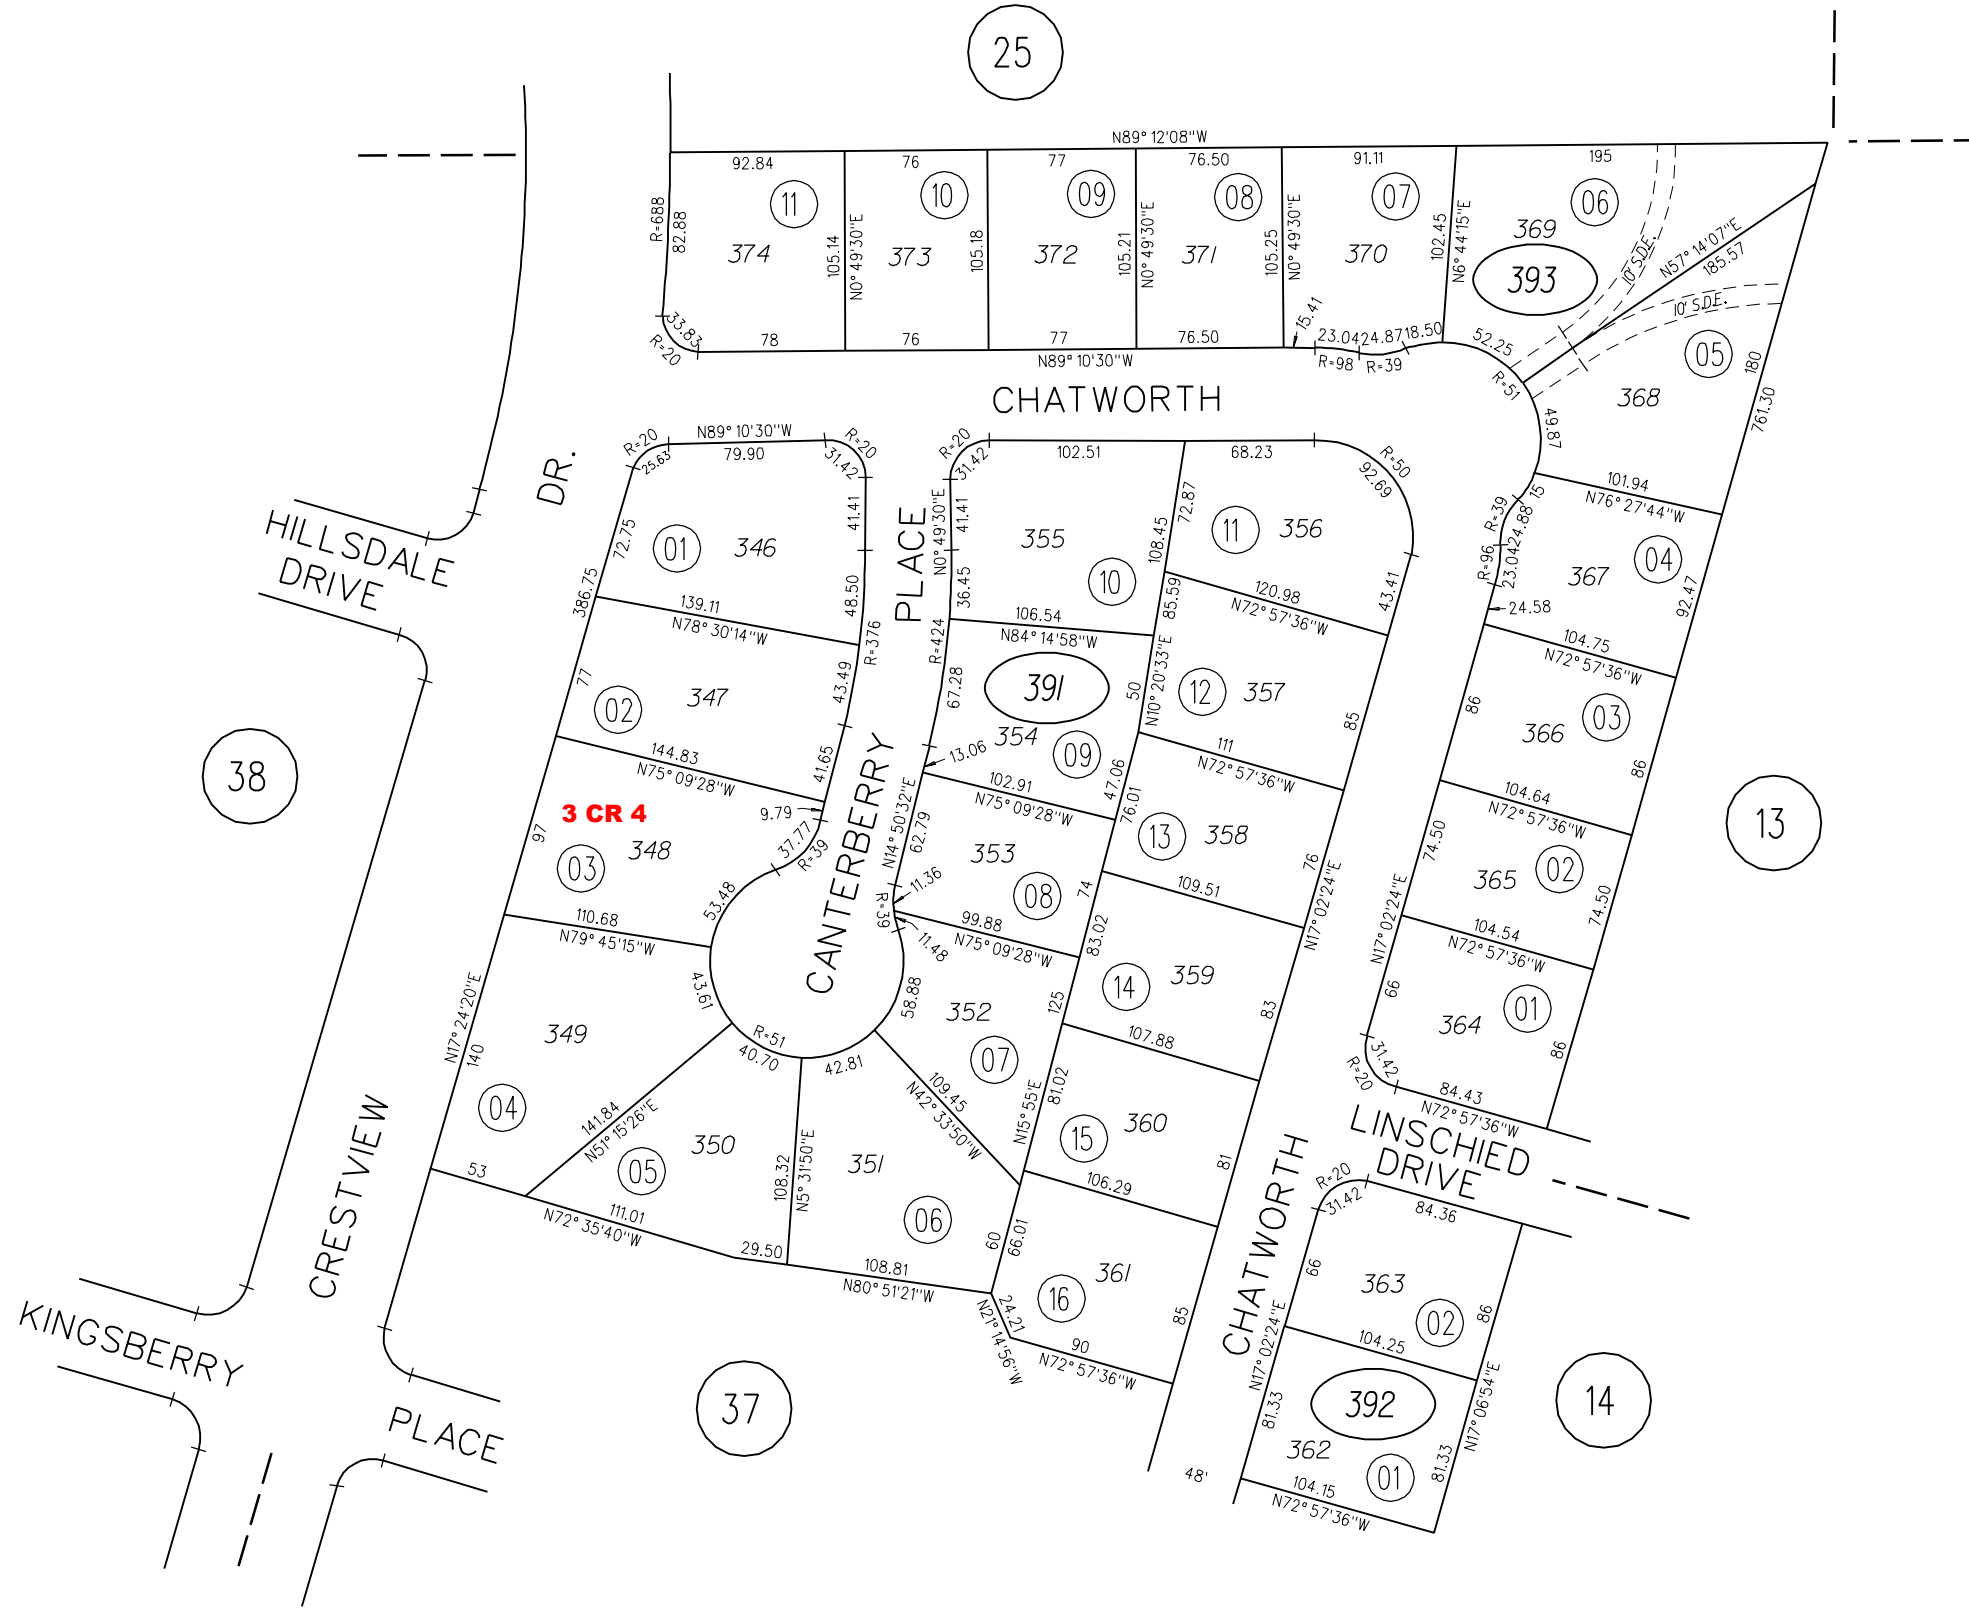 25
N89° 12'08"W
92.84
76
77
76.50
91.11
195
11
10
09
08
07
06
R=688
82.88
374
105.14
N0° 49'30"E
373
105.18
372
105.21
N0° 49'30"E
371
105.25
N0° 49'30"E
370
102.45
N6° 44'15"E
369
393
10' S.D.E.
N57° 14'07"E
185.57
10' S.D.E.
05
368
180
761.30
33.83
R=20
78
76
77
76.50
15.41
23.04
24.87
18.50
52.25
N89° 10'30"W
R=98
R=39
R=51
49.87
CHATWORTH
DR.
HILLSDALE
DRIVE
R=20
25.63
N89° 10'30"W
79.90
R=20
31.42
R=20
31.42
102.51
68.23
R=50
92.69
72.75
01
346
41.41
PLACE
N0° 49'30"E
41.41
355
10
108.45
72.87
11
356
101.94
N76° 27'44"W
15
R=39
24.88
R=96
23.04
24.58
367
04
92.47
386.75
139.11
N78° 30'14"W
48.50
R=376
36.45
R=424
106.54
N84° 14'58"W
85.59
120.98
N72° 57'36"W
43.41
104.75
N72° 57'36"W
77
02
347
43.49
67.28
391
354
09
50
N10° 20'33"E
12
357
85
86
366
03
86
38
144.83
N75° 09'28"W
41.65
9.79
13.06
102.91
N75° 09'28"W
47.06
76.01
111
N72° 57'36"W
104.64
N72° 57'36"W
13
3 CR 4
97
348
03
37.77
R=39
53.48
CANTERBERRY
N14° 50'32"E
62.79
353
08
13
358
76
N17° 02'24"E
74.50
365
02
74.50
11.36
R=39
11.48
74
109.51
110.68
N79° 45'15"W
99.88
N75° 09'28"W
83.02
104.54
N72° 57'36"W
N17° 24'20"E
140
349
04
43.61
R=51
40.70
42.81
58.88
352
07
125
14
359
83
N17° 02'24"E
66
364
01
86
107.88
31.42
R=20
84.43
N72° 57'36"W
141.84
N51° 15'26"E
350
05
108.32
N5° 31'50"E
351
06
109.45
N42° 33'50"W
N15° 55'E
81.02
15
360
81
LINSCHIED
DRIVE
CRESTVIEW
53
111.01
N72° 35'40"W
29.50
108.81
N80° 51'21"W
60
66.01
106.29
361
16
85
CHATWORTH
R=20
31.42
84.36
66
363
02
86
KINGSBERRY
PLACE
37
24.21
N21° 14'56"W
90
N72° 57'36"W
N17° 02'24"E
81.33
104.25
392
362
01
N17° 06'54"E
81.33
14
48'
104.15
N72° 57'36"W